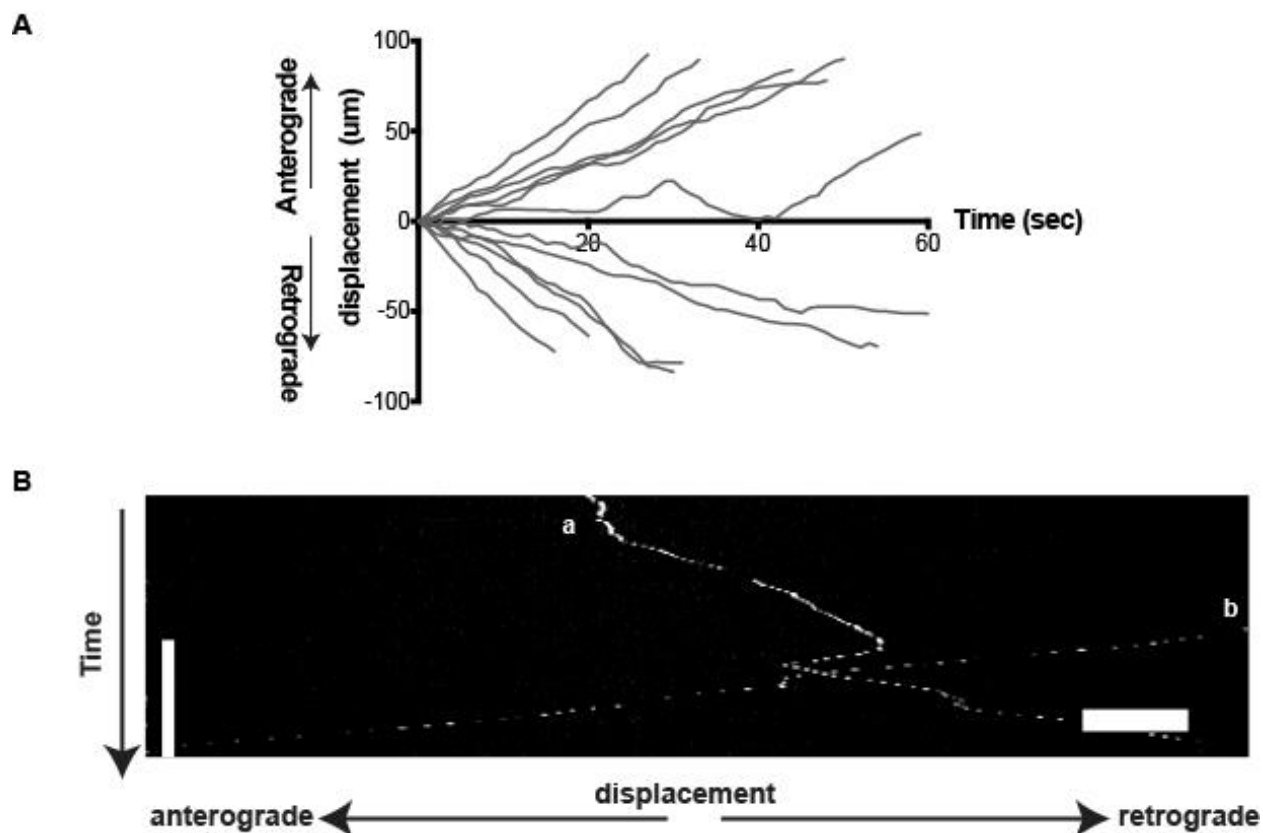 A
100
50
0
-50
-100
Anterograde
Retrograde
displacement (um)
20
40
60
Time (sec)
B
a
b
Time
displacement
anterograde
retrograde